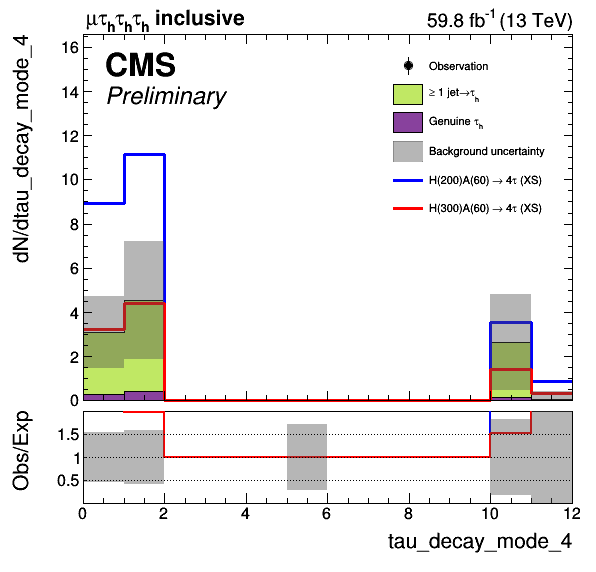 μτhτhτh inclusive 59.8 fb⁻¹ (13 TeV)
dN/dtau_decay_mode_4
16
14
12
10
8
6
4
2
0
CMS
Preliminary
Observation
≥ 1 jet→τh
Genuine τh
Background uncertainty
H(200)A(60) → 4τ (XS)
H(300)A(60) → 4τ (XS)
Obs/Exp
1.5
1
0.5
0 2 4 6 8 10 12
tau_decay_mode_4